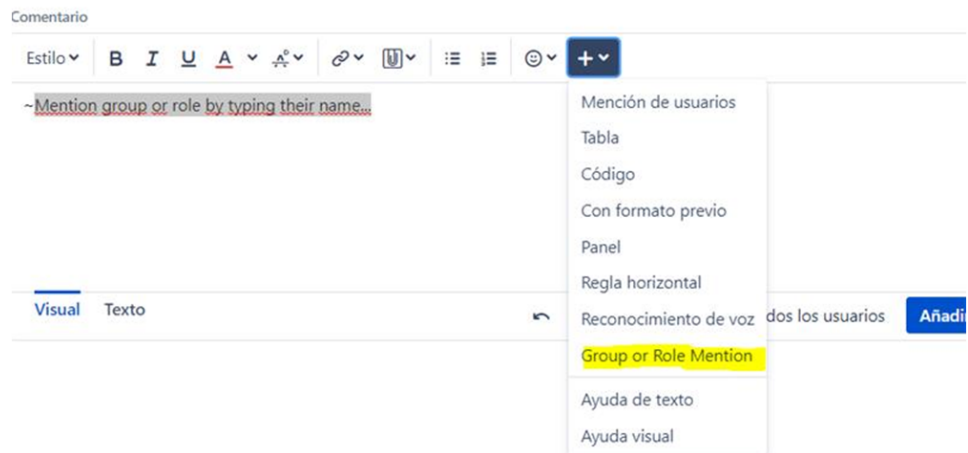 Comentario
Estilo B I U A
~Mention group or role by typing their name...
Mención de usuarios
Tabla
Código
Con formato previo
Panel
Regla horizontal
Reconocimiento de voz
Group or Role Mention
Ayuda de texto
Ayuda visual
Visual Texto
dos los usuarios Añadi